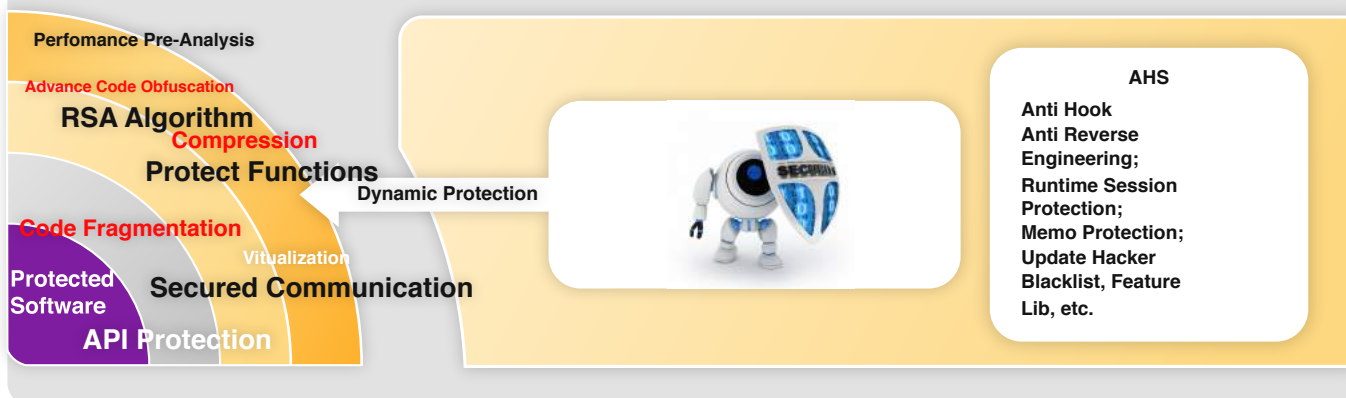 Perfomance Pre-Analysis
Advance Code Obfuscation
RSA Algorithm
Compression
Protect Functions
Code Fragmentation
Vitualization
Protected
Software
Secured Communication
API Protection
Dynamic Protection
SECURITY
AHS
Anti Hook
Anti Reverse
Engineering;
Runtime Session
Protection;
Memo Protection;
Update Hacker
Blacklist, Feature
Lib, etc.